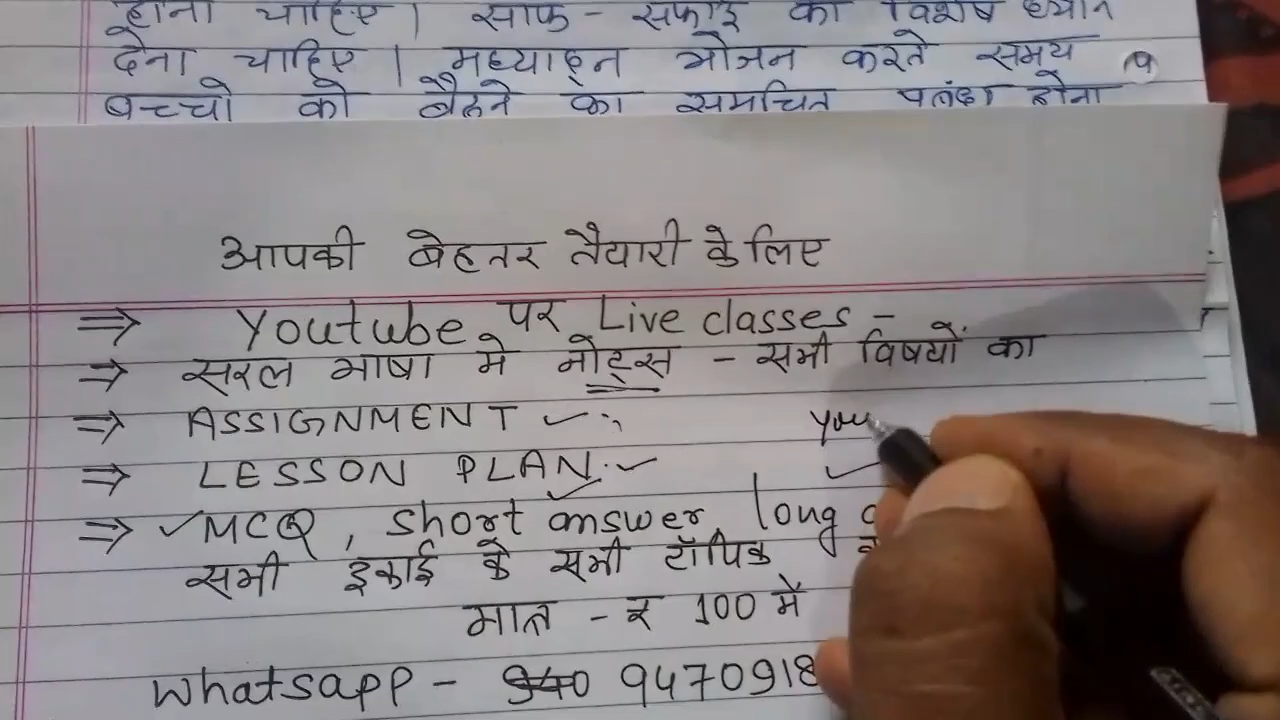 होना चाहिए। साफ - सफाई का विशेष ध्यान
देना चाहिए। मध्याह्न भोजन करते समय
बच्चो को बैठने का समुचित होना
आपकी बेहतर तैयारी के लिए
⇒ Youtube पर Live classes -
⇒ सरल भाषा मे नोट्स - सभी विषयों का
⇒ ASSIGNMENT ✓
you
⇒ LESSON PLAN ✓
⇒ ✓MCQ, short answer, long
सभी इकाई के सभी टॉपिक
मात्र - ₹ 100 में
Whatsapp - 9470918